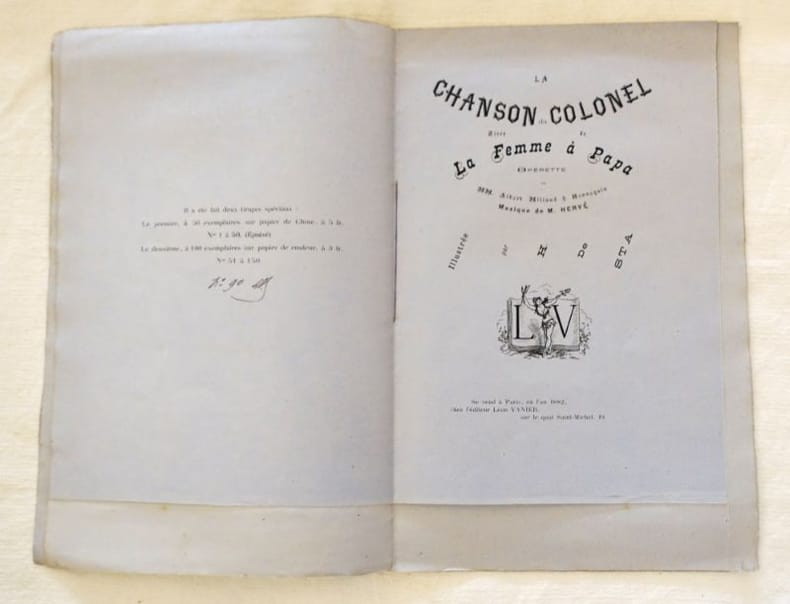 Il a été fait deux tirages spéciaux :
Le premier, à 50 exemplaires sur papier de Chine, à 5 fr.
Nos 1 à 50. (Épuisé)
Le deuxième, à 100 exemplaires sur papier de couleur, à 3 fr.
Nos 51 à 150
No 90
LA
CHANSON du COLONEL
Tirée de
La Femme à Papa
OPERETTE
DE
MM. Albert Millaud & Hennequin
Musique de M. HERVÉ
Illustrée par H De STA
L V
Se vend à Paris, en l'an 1882,
chez l'éditeur Léon VANIER,
sur le quai Saint-Michel, 19